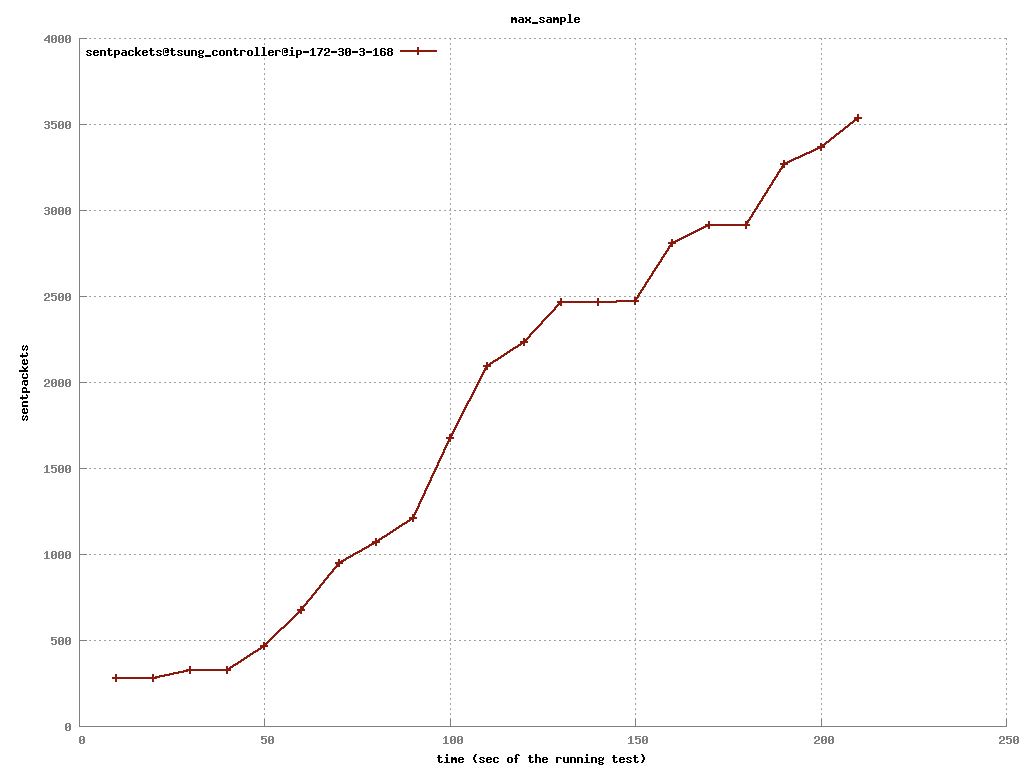 max_sample
4000
sentpackets@tsung_controller@ip-172-30-3-168
3500
3000
2500
2000
1500
1000
500
0
sentpackets
0 50 100 150 200 250
time (sec of the running test)